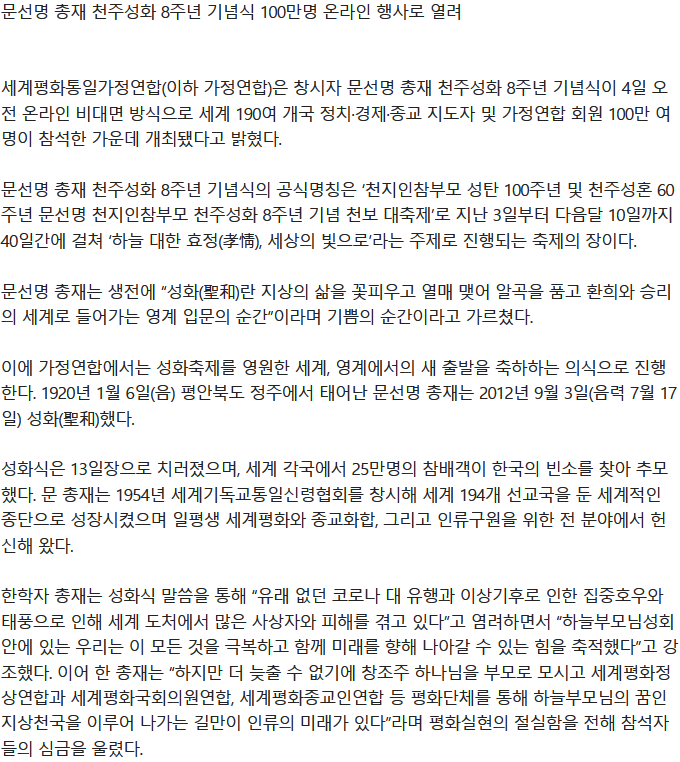 문선명 총재 천주성화 8주년 기념식 100만명 온라인 행사로 열려
세계평화통일가정연합(이하 가정연합)은 창시자 문선명 총재 천주성화 8주년 기념식이 4일 오
전 온라인 비대면 방식으로 세계 190여 개국 정치·경제·종교 지도자 및 가정연합 회원 100만 여
명이 참석한 가운데 개최됐다고 밝혔다.
문선명 총재 천주성화 8주년 기념식의 공식명칭은 ‘천지인참부모 성탄 100주년 및 천주성혼 60
주년 문선명 천지인참부모 천주성화 8주년 기념 천보 대축제’로 지난 3일부터 다음달 10일까지
40일간에 걸쳐 ‘하늘 대한 효정(孝情), 세상의 빛으로’라는 주제로 진행되는 축제의 장이다.
문선명 총재는 생전에 “성화(聖和)란 지상의 삶을 꽃피우고 열매 맺어 알곡을 품고 환희와 승리
의 세계로 들어가는 영계 입문의 순간”이라며 기쁨의 순간이라고 가르쳤다.
이에 가정연합에서는 성화축제를 영원한 세계, 영계에서의 새 출발을 축하하는 의식으로 진행
한다. 1920년 1월 6일(음) 평안북도 정주에서 태어난 문선명 총재는 2012년 9월 3일(음력 7월 17
일) 성화(聖和)했다.
성화식은 13일장으로 치러졌으며, 세계 각국에서 25만명의 참배객이 한국의 빈소를 찾아 추모
했다. 문 총재는 1954년 세계기독교통일신령협회를 창시해 세계 194개 선교국을 둔 세계적인
종단으로 성장시켰으며 일평생 세계평화와 종교화합, 그리고 인류구원을 위한 전 분야에서 헌
신해 왔다.
한학자 총재는 성화식 말씀을 통해 “유래 없던 코로나 대 유행과 이상기후로 인한 집중호우와
태풍으로 인해 세계 도처에서 많은 사상자와 피해를 겪고 있다”고 염려하면서 “하늘부모님성회
안에 있는 우리는 이 모든 것을 극복하고 함께 미래를 향해 나아갈 수 있는 힘을 축적했다”고 강
조했다. 이어 한 총재는 “하지만 더 늦출 수 없기에 창조주 하나님을 부모로 모시고 세계평화정
상연합과 세계평화국회의원연합, 세계평화종교인연합 등 평화단체를 통해 하늘부모님의 꿈인
지상천국을 이루어 나가는 길만이 인류의 미래가 있다”라며 평화실현의 절실함을 전해 참석자
들의 심금을 울렸다.